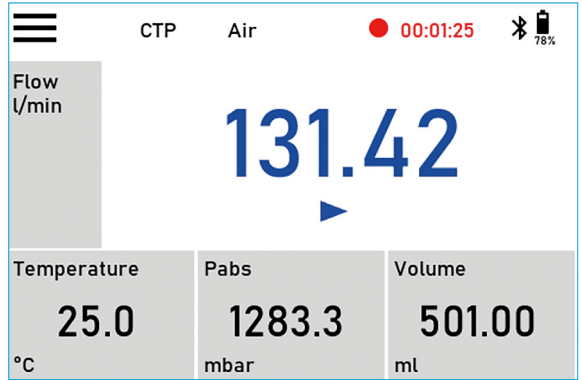 CTP Air 00:01:25 78%
Flow
l/min
131.42
Temperature Pabs Volume
25.0 1283.3 501.00
°C mbar ml